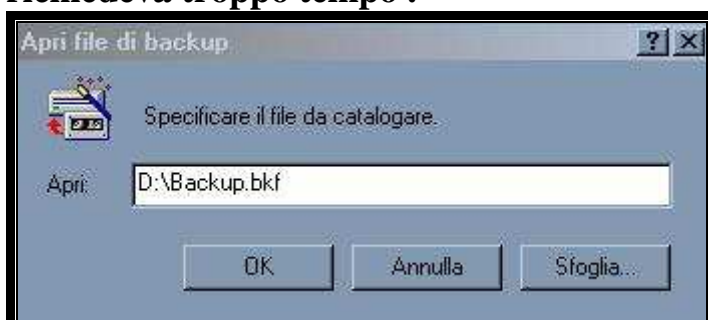 Apri file di backup
Specificare il file da catalogare.
Apri: D:\Backup.bkf
OK Annulla Sfoglia...